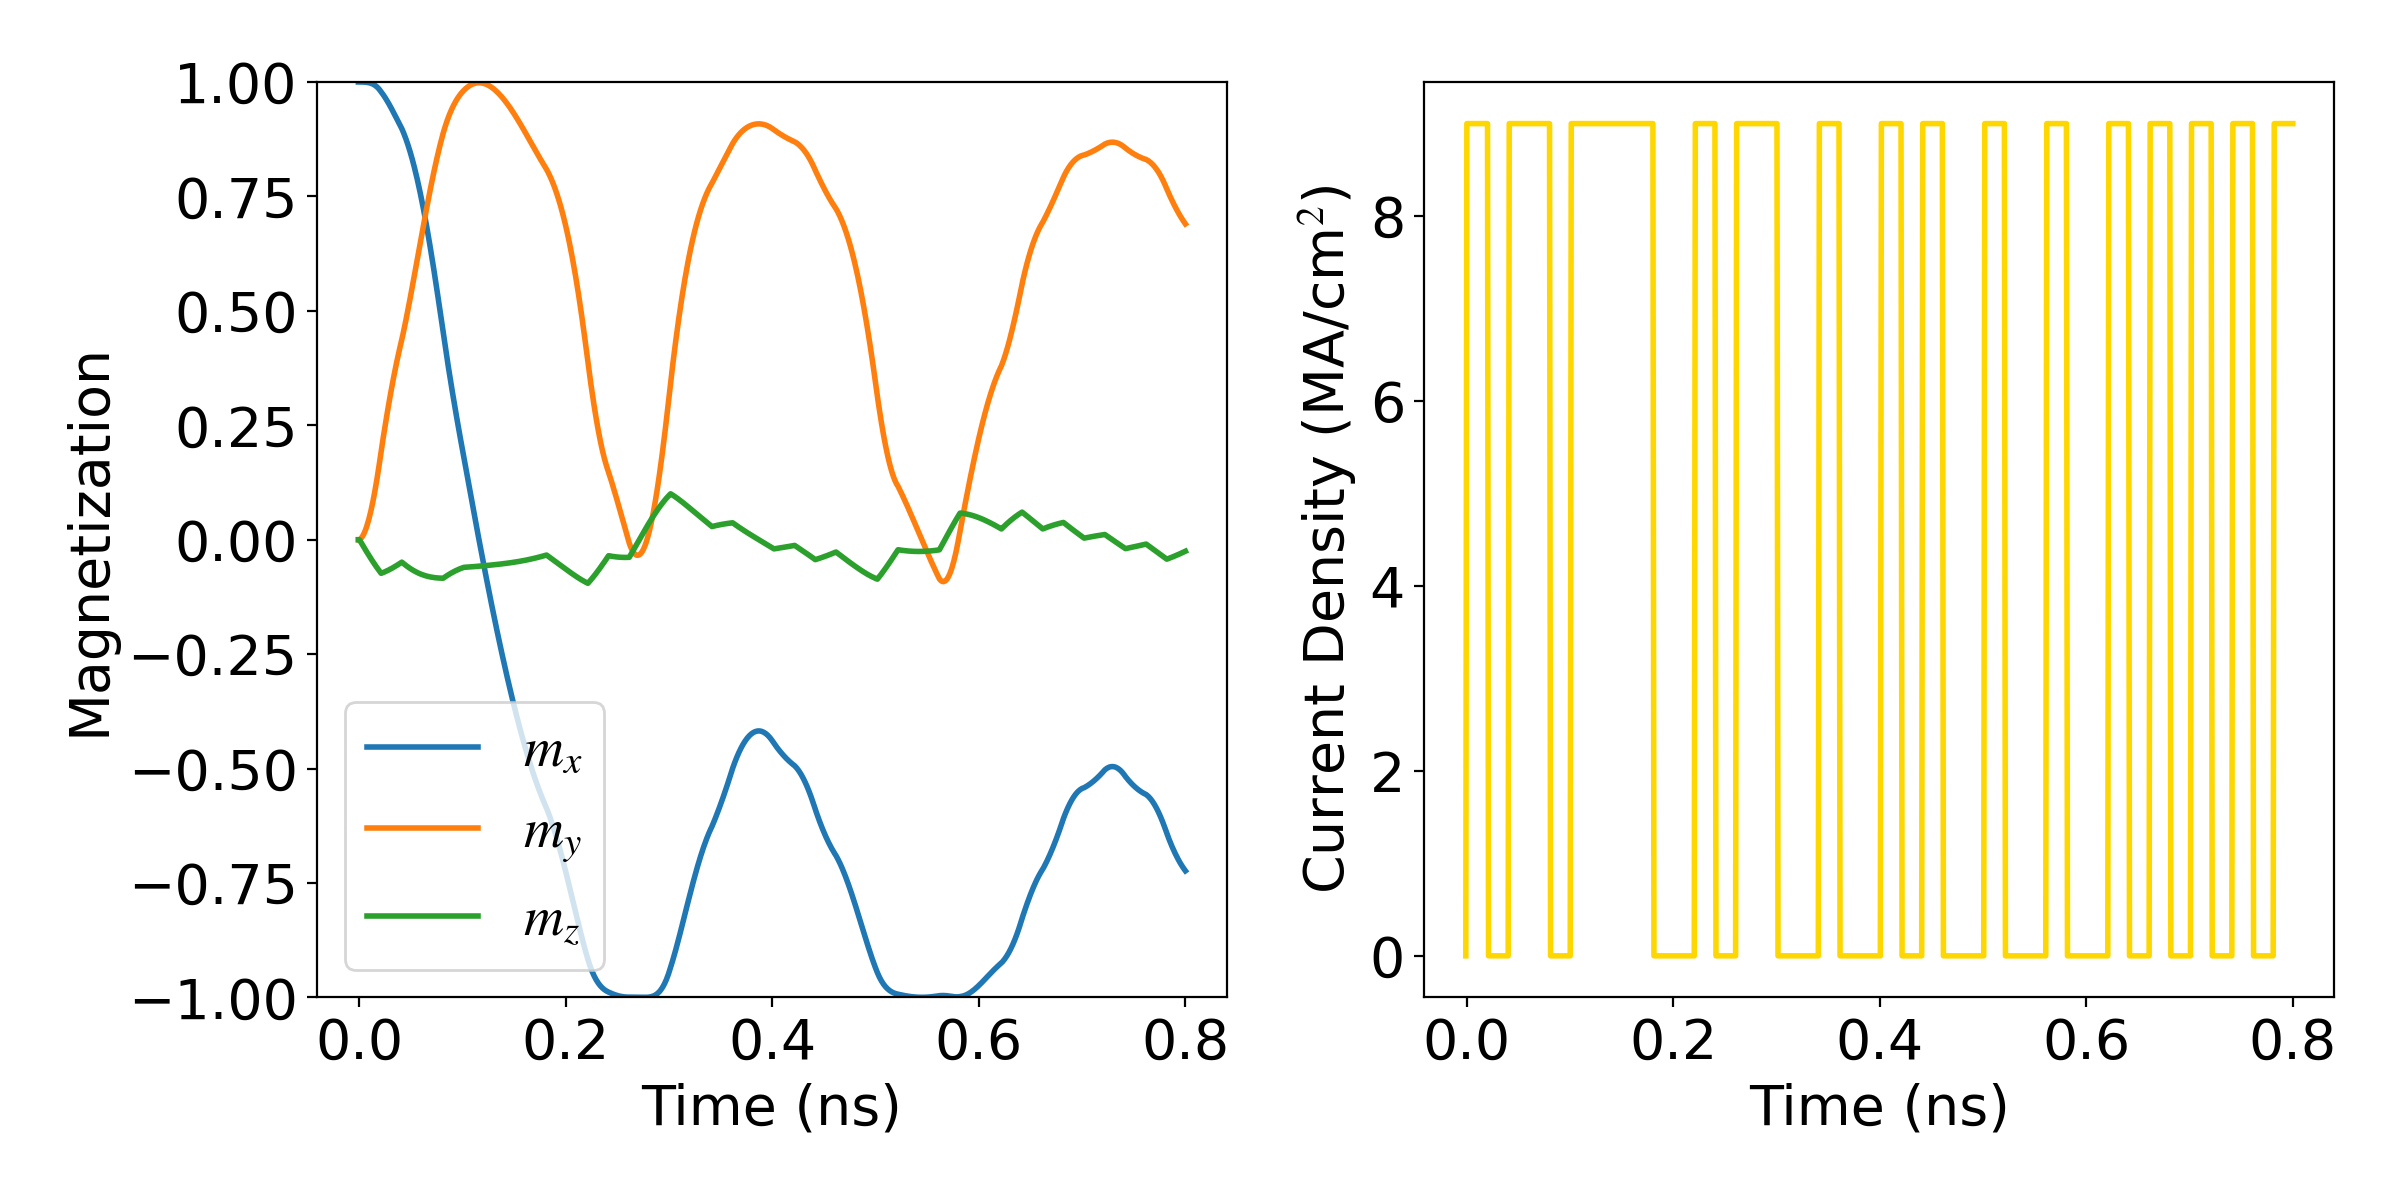 Magnetization
1.00
0.75
0.50
0.25
0.00
−0.25
−0.50
−0.75
−1.00
m_x
m_y
m_z
0.0 0.2 0.4 0.6 0.8
Time (ns)
Current Density (MA/cm²)
8
6
4
2
0
0.0 0.2 0.4 0.6 0.8
Time (ns)